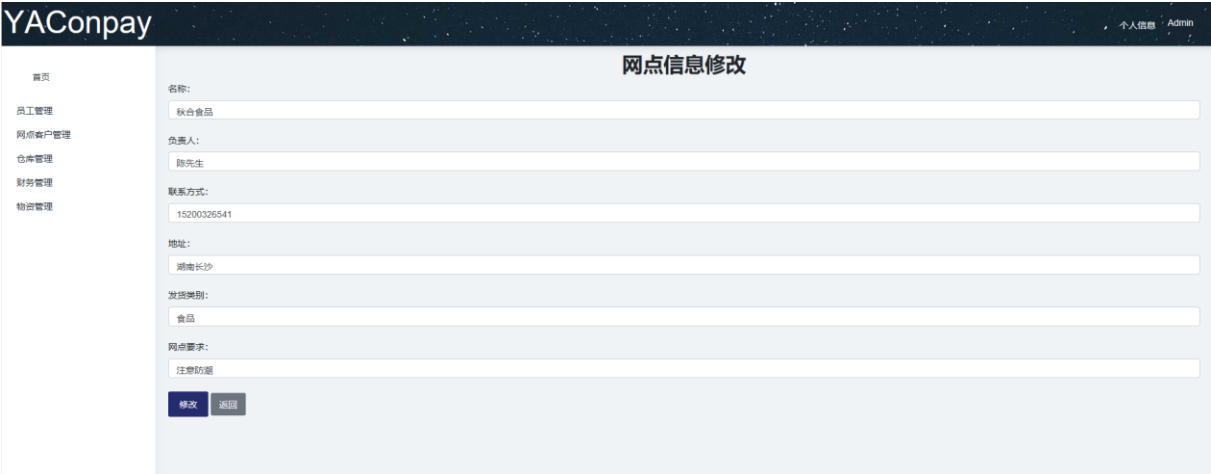 YAConpay
个人信息 Admin
首页
员工管理
网点客户管理
仓库管理
财务管理
物资管理
网点信息修改
名称:
秋合食品
负责人:
陈先生
联系方式:
15200326541
地址:
湖南长沙
发货类别:
食品
网点要求:
注意防潮
修改 返回